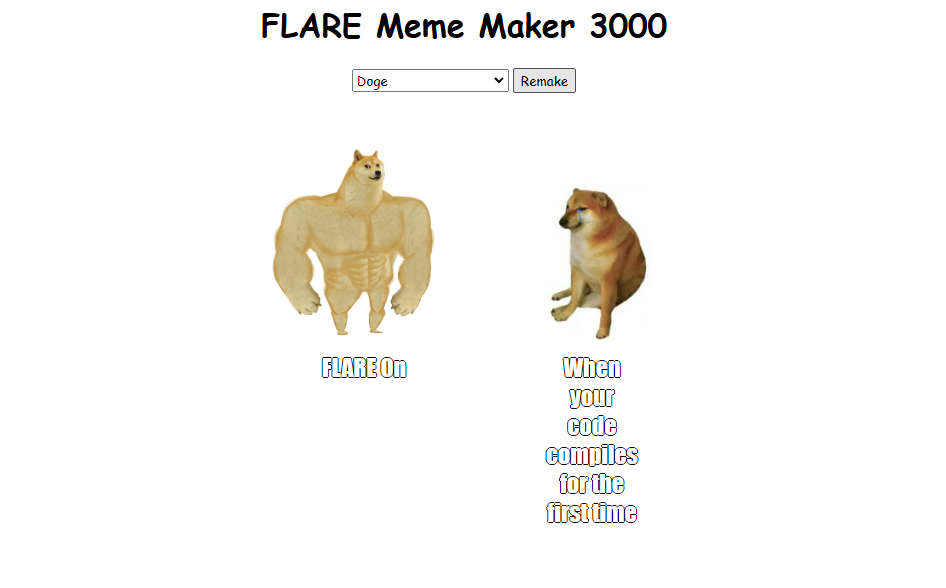 FLARE Meme Maker 3000
Doge Remake
FLARE On
When
your
code
compiles
for the
first time